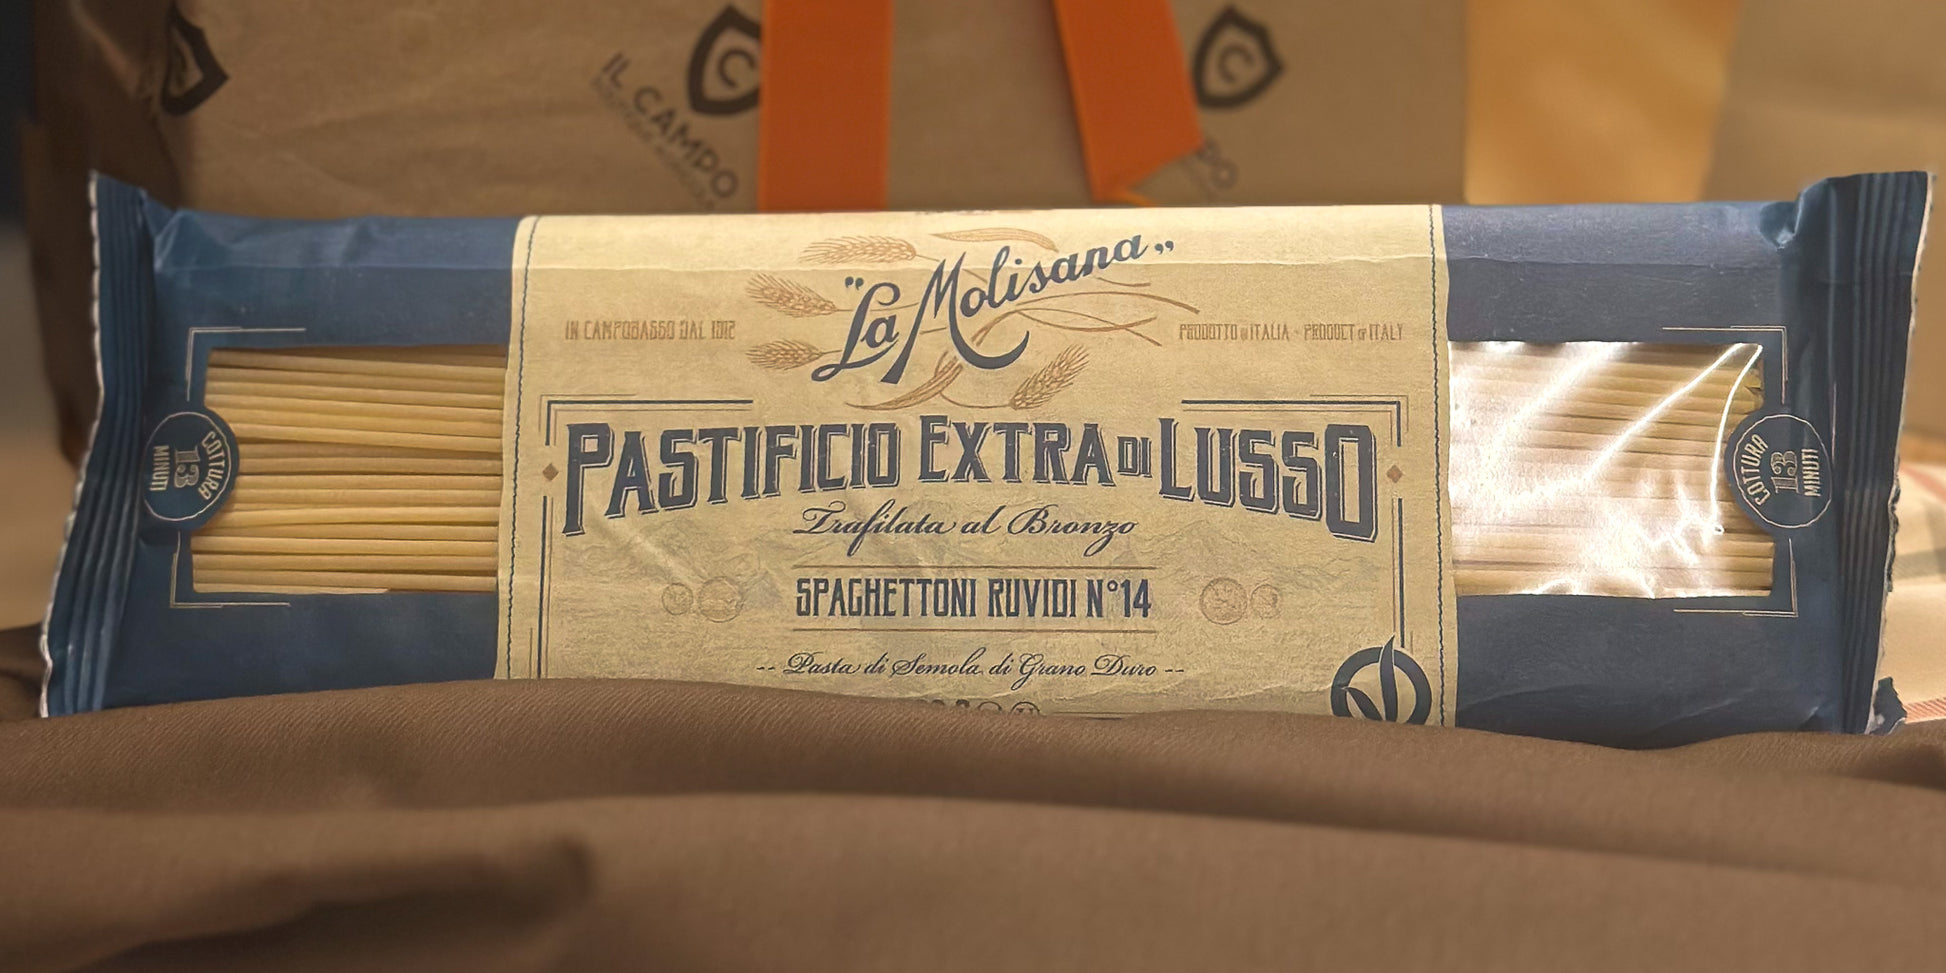 C
IL CAMPO
C
"La Molisana"
IN CAMPOBASSO DAL 1912
PRODOTTO IN ITALIA - PRODUCT OF ITALY
PASTIFICIO EXTRA DI LUSSO
Trafilata al Bronzo
SPAGHETTONI RUVIDI N°14
-- Pasta di Semola di Grano Duro --
COTTURA
13
MINUTI
COTTURA
13
MINUTI